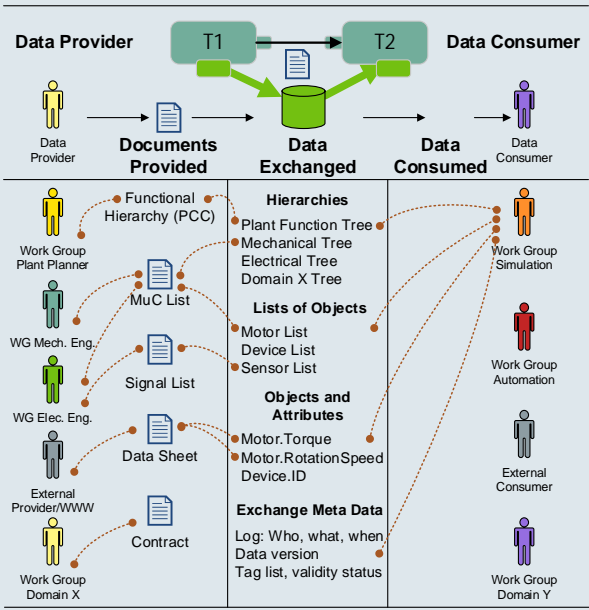 Data Provider
T1
T2
Data Consumer
Data
Provider
Documents
Provided
Data
Exchanged
Data
Consumed
Data
Consumer
Work Group
Plant Planner
WG Mech. Eng.
WG Elec. Eng.
External
Provider/WWW
Work Group
Domain X
Functional
Hierarchy (PCC)
MuC List
Signal List
Data Sheet
Contract
Hierarchies
Plant Function Tree
Mechanical Tree
Electrical Tree
Domain X Tree
Lists of Objects
Motor List
Device List
Sensor List
Objects and
Attributes
Motor.Torque
Motor.RotationSpeed
Device.ID
Exchange Meta Data
Log: Who, what, when
Data version
Tag list, validity status
Work Group
Simulation
Work Group
Automation
External
Consumer
Work Group
Domain Y